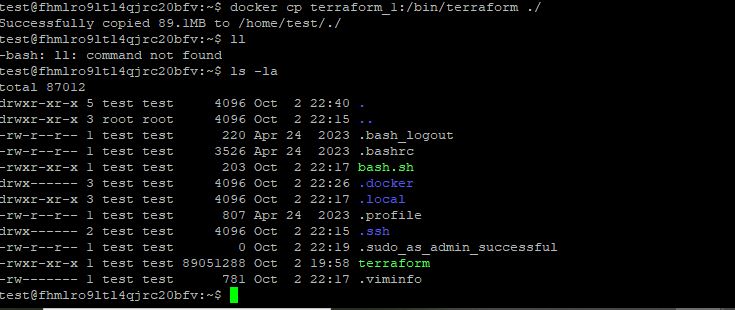 test@fhmlro9ltl4qjrc20bfv:~$ docker cp terraform_1:/bin/terraform ./
Successfully copied 89.1MB to /home/test/./
test@fhmlro9ltl4qjrc20bfv:~$ ll
-bash: ll: command not found
test@fhmlro9ltl4qjrc20bfv:~$ ls -la
total 87012
drwxr-xr-x 5 test test     4096 Oct  2 22:40 .
drwxr-xr-x 3 root root     4096 Oct  2 22:15 ..
-rw-r--r-- 1 test test      220 Apr 24  2023 .bash_logout
-rw-r--r-- 1 test test     3526 Apr 24  2023 .bashrc
-rwxr-xr-x 1 test test      203 Oct  2 22:17 bash.sh
drwx------ 3 test test     4096 Oct  2 22:26 .docker
drwxr-xr-x 3 test test     4096 Oct  2 22:17 .local
-rw-r--r-- 1 test test      807 Apr 24  2023 .profile
drwx------ 2 test test     4096 Oct  2 22:15 .ssh
-rw-r--r-- 1 test test        0 Oct  2 22:19 .sudo_as_admin_successful
-rwxr-xr-x 1 test test 89051288 Oct  2 19:58 terraform
-rw------- 1 test test      781 Oct  2 22:17 .viminfo
test@fhmlro9ltl4qjrc20bfv:~$